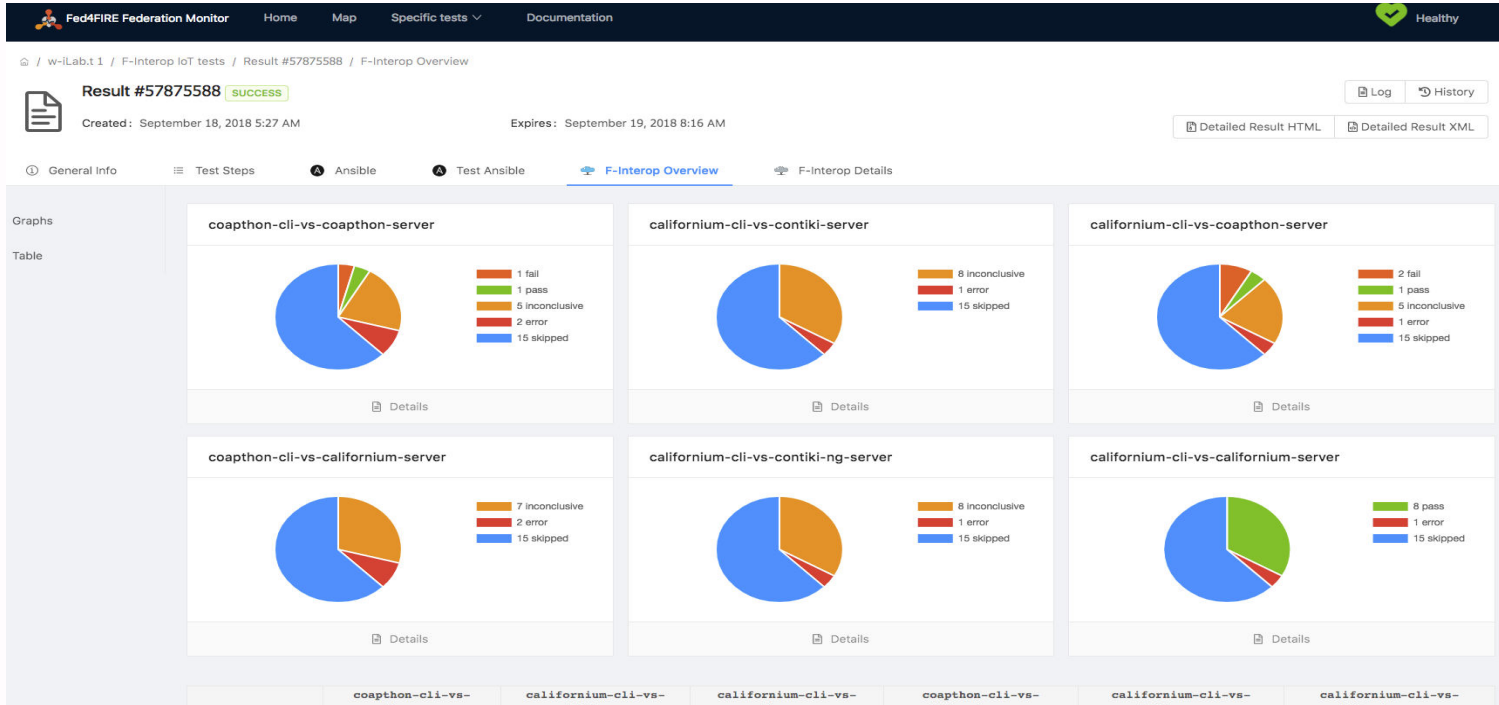 Fed4FIRE Federation Monitor Home Map Specific tests Documentation Healthy
/ w-iLab.t 1 / F-Interop IoT tests / Result #57875588 / F-Interop Overview
Result #57875588 SUCCESS Log History
Created: September 18, 2018 5:27 AM Expires: September 19, 2018 8:16 AM Detailed Result HTML Detailed Result XML
General Info Test Steps A Ansible A Test Ansible F-Interop Overview F-Interop Details
Graphs
Table
coapthon-cli-vs-coapthon-server
1 fail
1 pass
5 inconclusive
2 error
15 skipped
Details
californium-cli-vs-contiki-server
8 inconclusive
1 error
15 skipped
Details
californium-cli-vs-coapthon-server
2 fail
1 pass
5 inconclusive
1 error
15 skipped
Details
coapthon-cli-vs-californium-server
7 inconclusive
2 error
15 skipped
Details
californium-cli-vs-contiki-ng-server
8 inconclusive
1 error
15 skipped
Details
californium-cli-vs-californium-server
8 pass
1 error
15 skipped
Details
coapthon-cli-vs- californium-cli-vs- californium-cli-vs- coapthon-cli-vs- californium-cli-vs- californium-cli-vs-